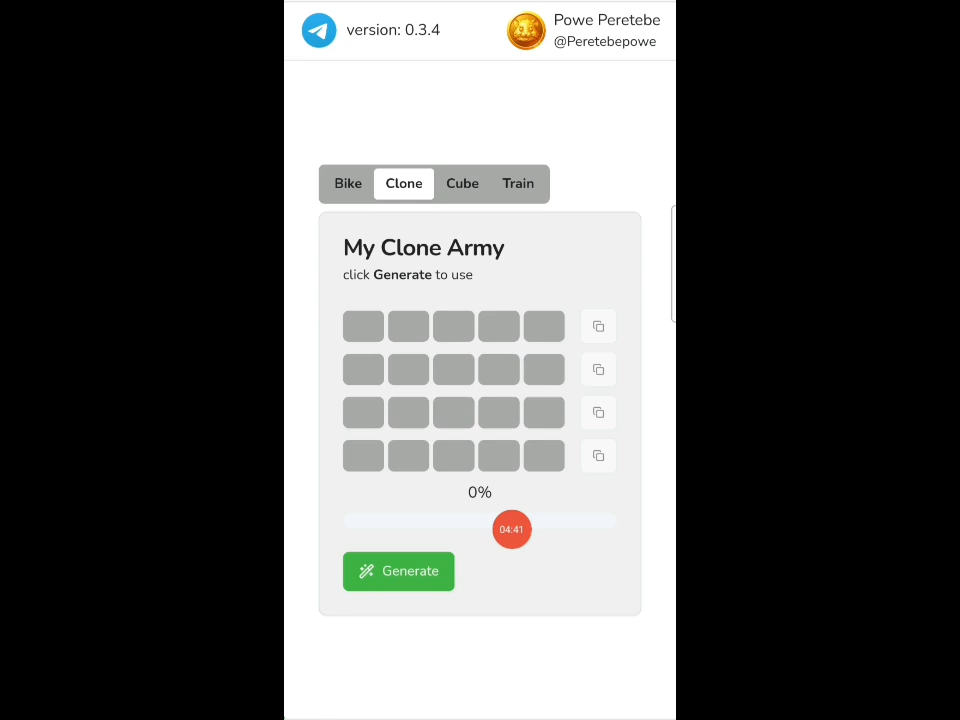 version: 0.3.4
Powe Peretebe
@Peretebepowe
Bike Clone Cube Train
My Clone Army
click Generate to use
0%
04:41
Generate